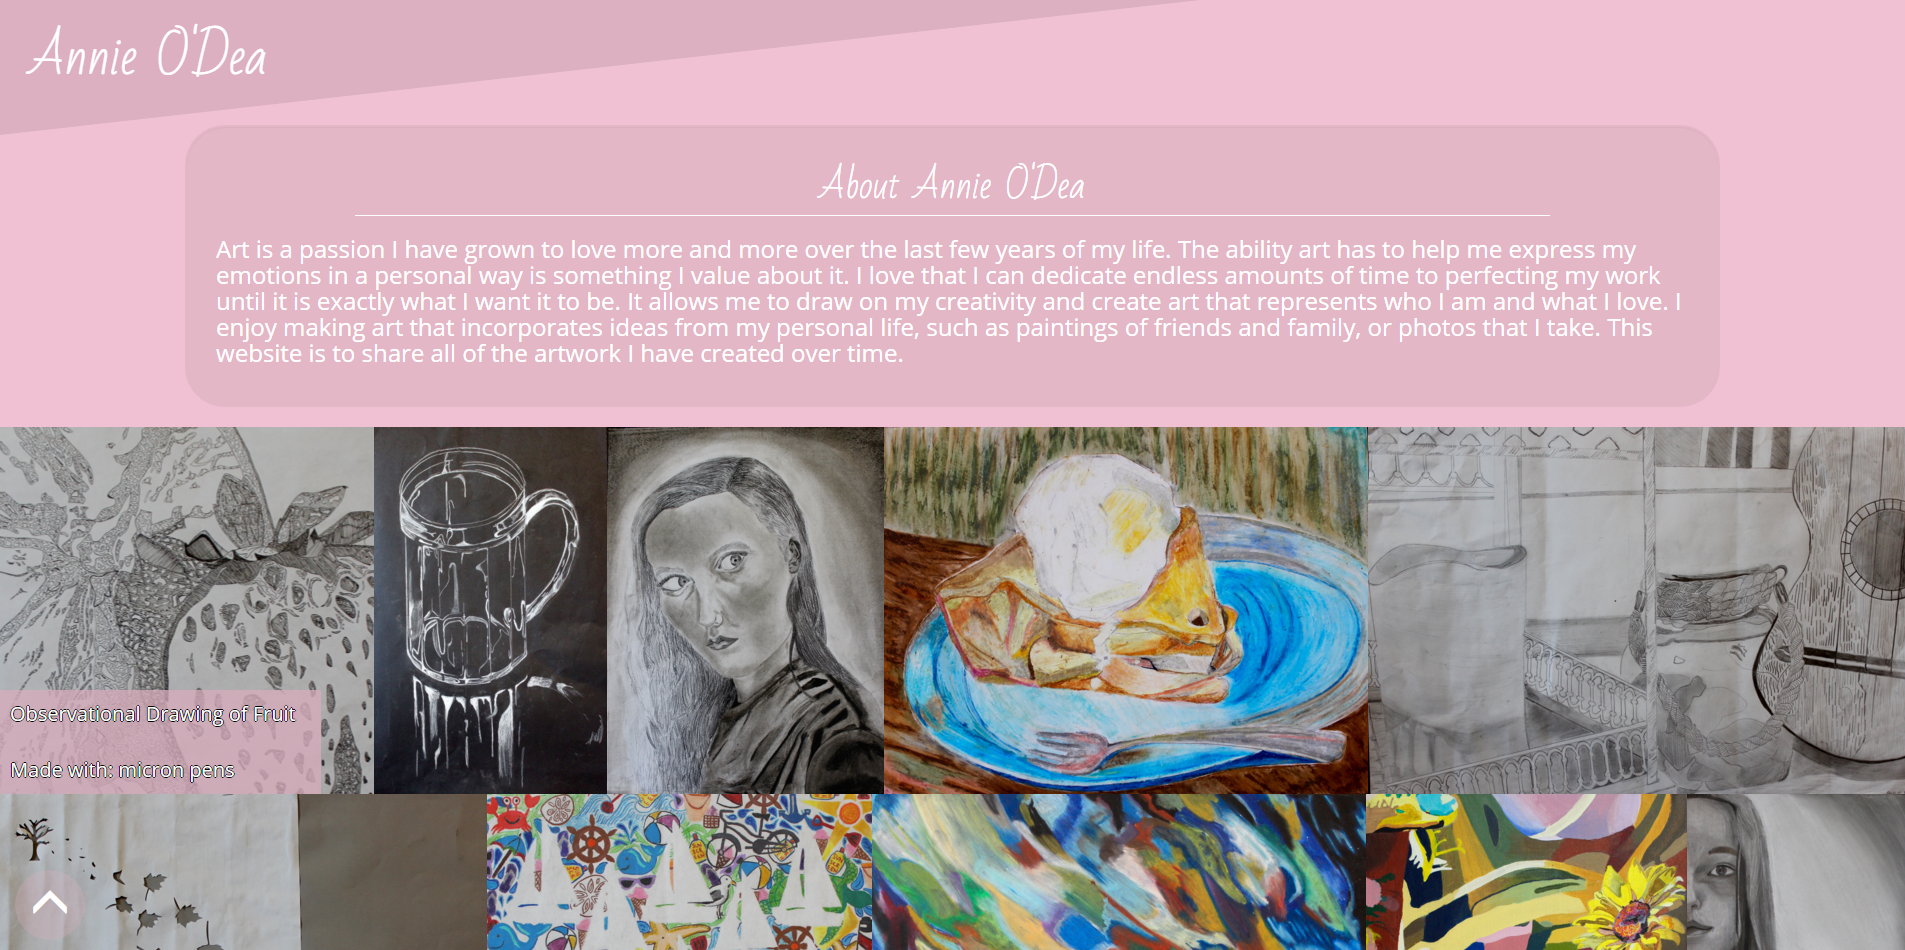 Annie O'Dea
About Annie O'Dea
Art is a passion I have grown to love more and more over the last few years of my life. The ability art has to help me express my
emotions in a personal way is something I value about it. I love that I can dedicate endless amounts of time to perfecting my work
until it is exactly what I want it to be. It allows me to draw on my creativity and create art that represents who I am and what I love. I
enjoy making art that incorporates ideas from my personal life, such as paintings of friends and family, or photos that I take. This
website is to share all of the artwork I have created over time.
Observational Drawing of Fruit
Made with: micron pens